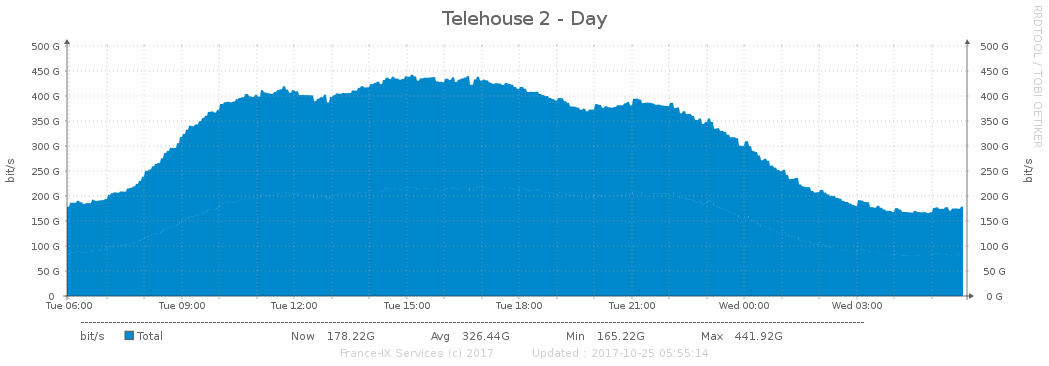 Telehouse 2 - Day
RRDTOOL / TOBI OETIKER
bit/s
bit/s
500 G 500 G
450 G 450 G
400 G 400 G
350 G 350 G
300 G 300 G
250 G 250 G
200 G 200 G
150 G 150 G
100 G 100 G
50 G 50 G
0 0 G
Tue 06:00 Tue 09:00 Tue 12:00 Tue 15:00 Tue 18:00 Tue 21:00 Wed 00:00 Wed 03:00
bit/s Total Now 178.22G Avg 326.44G Min 165.22G Max 441.92G
France-IX Services (c) 2017 Updated : 2017-10-25 05:55:14